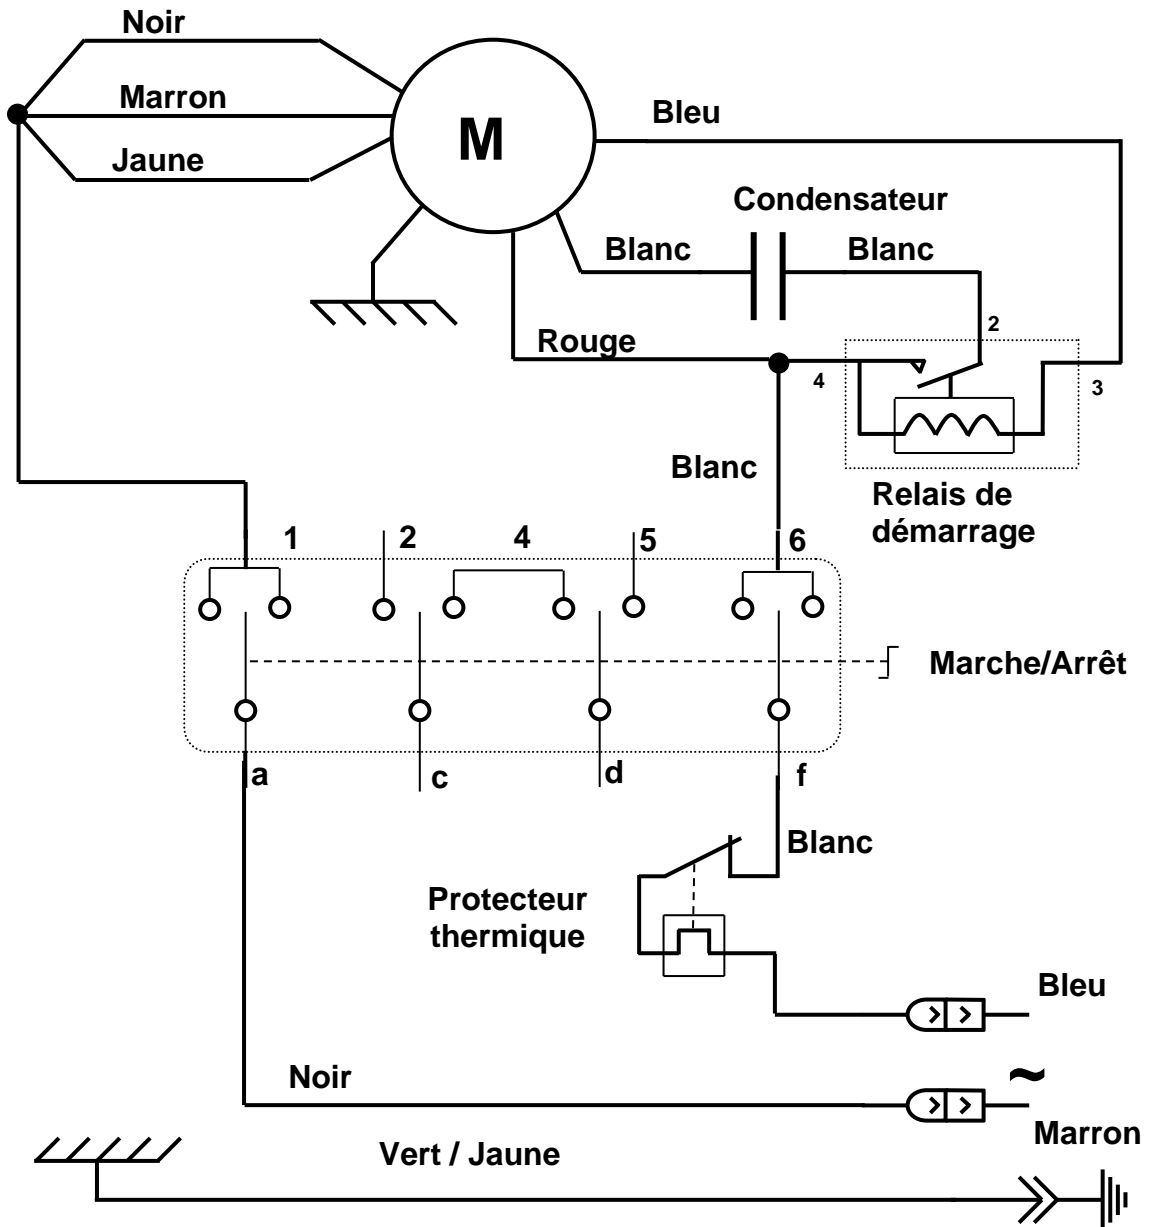 Noir
Marron
Jaune
M
Bleu
Condensateur
Blanc
Blanc
Rouge
2
4
3
Blanc
Relais de
démarrage
1
2
4
5
6
Marche/Arrêt
a
c
d
f
Blanc
Protecteur
thermique
Bleu
Noir
~
Marron
Vert / Jaune